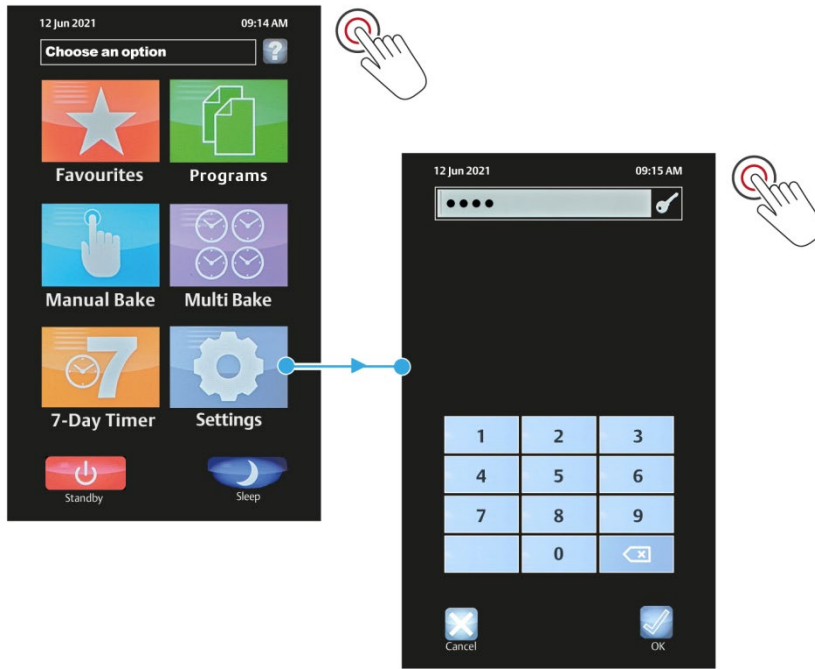 12 Jun 2021 09:14 AM
Choose an option ?
Favourites Programs
Manual Bake Multi Bake
7
7-Day Timer Settings
Standby Sleep
12 Jun 2021 09:15 AM
••••
1 2 3
4 5 6
7 8 9
0
Cancel OK